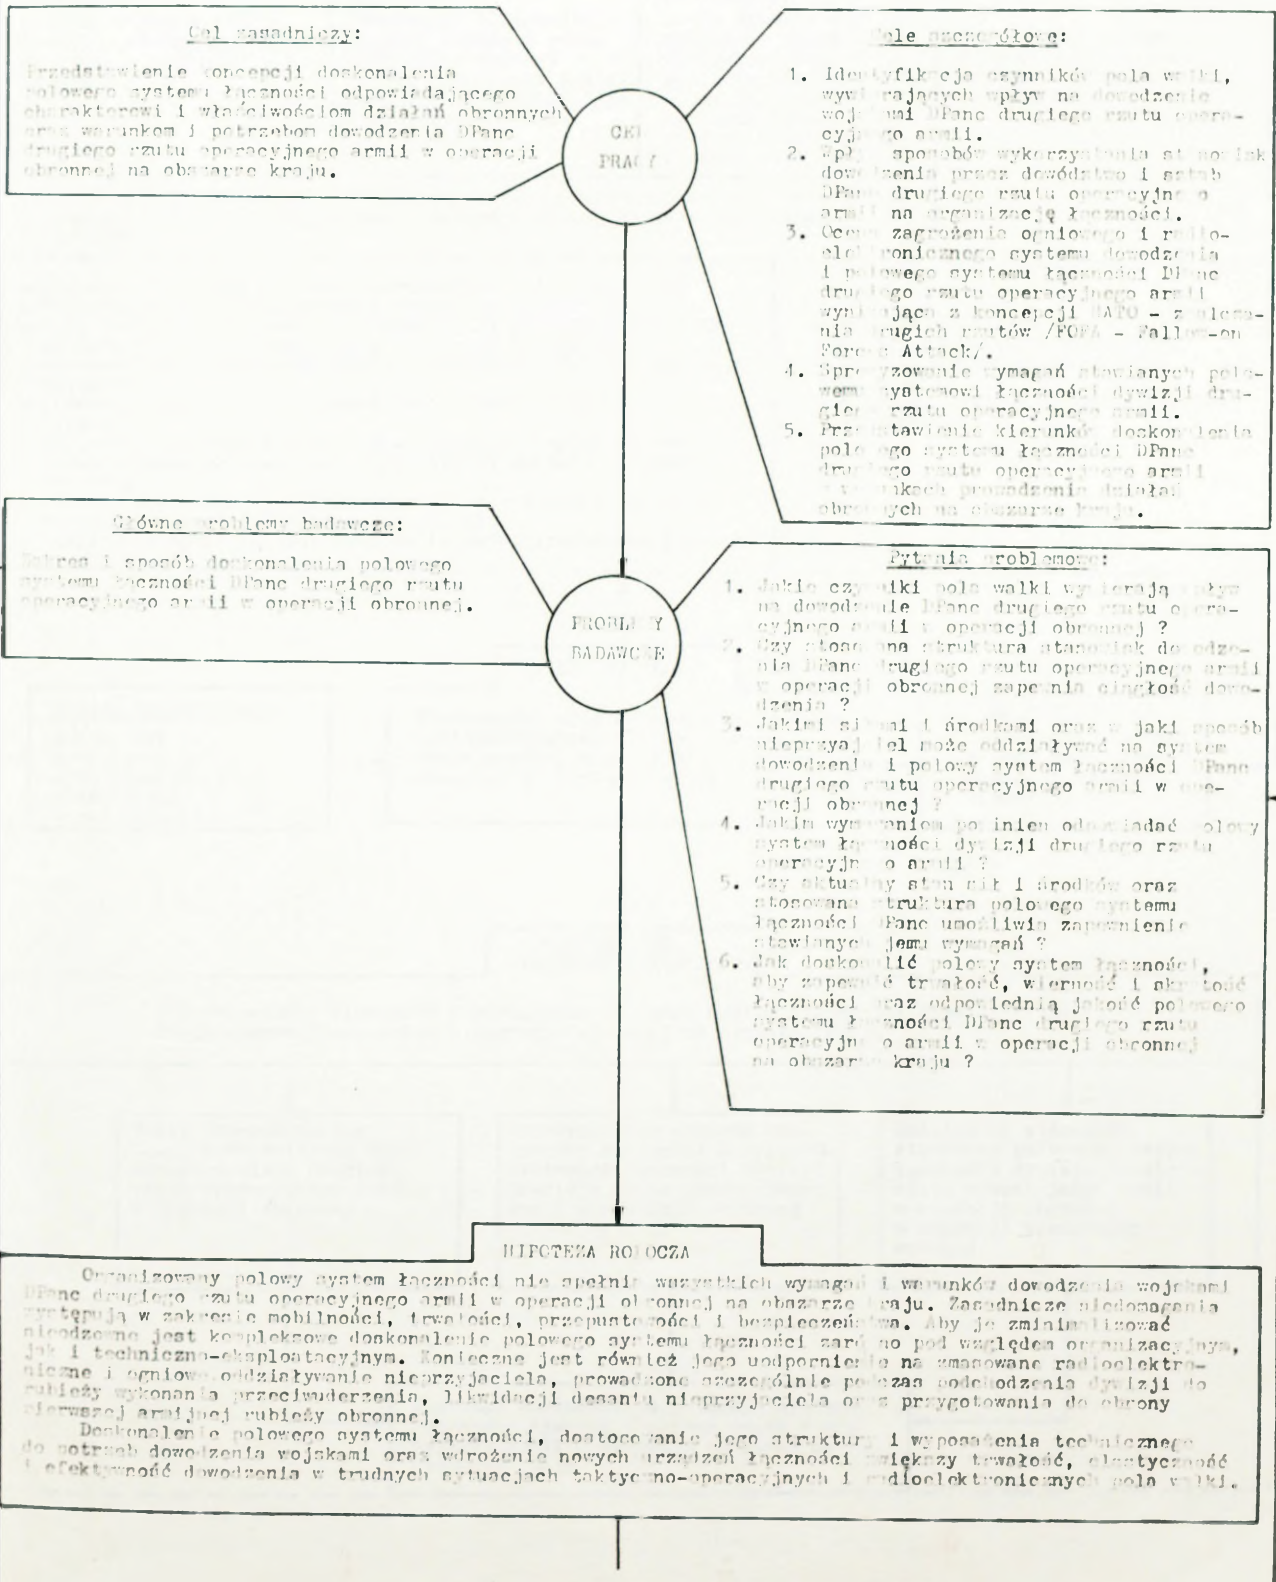 Cel zasadniczy:
Przedstawienie koncepcji doskonalenia
polowego systemu łączności odpowiadającego
charakterowi i właściwościom działań obronnych
oraz warunkom i potrzebom dowodzenia DPanc
drugiego rzutu operacyjnego armii w operacji
obronnej na obszarze kraju.
CEL
PRACY
Cele szczegółowe:
1. Identyfikacja czynników pola walki,
wywierających wpływ na dowodzenie
wojskami DPanc drugiego rzutu opera-
cyjnego armii.
2. Wpływ sposobów wykorzystania stanowisk
dowodzenia przez dowództwo i sztab
DPanc drugiego rzutu operacyjnego
armii na organizację łączności.
3. Ocena zagrożenia ogniowego i radio-
elektronicznego systemu dowodzenia
i polowego systemu łączności DPanc
drugiego rzutu operacyjnego armii
wynikająca z koncepcji NATO - zwalcza-
nia drugich rzutów /FOFA - Fallow-on
Forces Attack/.
4. Sprecyzowanie wymagań stawianych polo-
wemu systemowi łączności dywizji dru-
giego rzutu operacyjnego armii.
5. Przedstawienie kierunków doskonalenia
polowego systemu łączności DPanc
drugiego rzutu operacyjnego armii
w warunkach prowadzenia działań
obronnych na obszarze kraju.
Główne problemy badawcze:
Zakres i sposób doskonalenia polowego
systemu łączności DPanc drugiego rzutu
operacyjnego armii w operacji obronnej.
PROBLEMY
BADAWCZE
Pytania problemowe:
1. Jakie czynniki pola walki wywierają wpływ
na dowodzenie DPanc drugiego rzutu opera-
cyjnego armii w operacji obronnej ?
2. Czy stosowana struktura stanowisk dowodze-
nia DPanc drugiego rzutu operacyjnego armii
w operacji obronnej zapewnia ciągłość dowo-
dzenia ?
3. Jakimi siłami i środkami oraz w jaki sposób
nieprzyajciel może oddziaływać na system
dowodzenia i polowy system łączności DPanc
drugiego rzutu operacyjnego armii w ope-
racji obronnej ?
4. Jakim wymaganiom powinien odpowiadać polowy
system łączności dywizji drugiego rzutu
operacyjnego armii ?
5. Czy aktualny stan sił i środków oraz
stosowana struktura polowego systemu
łączności DPanc umożliwia zapewnienie
stawianych jemu wymagań ?
6. Jak doskonalić polowy system łączności,
aby zapewnić trwałość, wierność i skrytość
łączności oraz odpowiednią jakość polowego
systemu łączności DPanc drugiego rzutu
operacyjnego armii w operacji obronnej
na obszarze kraju ?
HIPOTEZA ROBOCZA
Organizowany polowy system łączności nie spełnia wszystkich wymagań i warunków dowodzenia wojskami
DPanc drugiego rzutu operacyjnego armii w operacji obronnej na obszarze kraju. Zasadnicze niedomagania
występują w zakresie mobilności, trwałości, przepustowości i bezpieczeństwa. Aby je zminimalizować
nieodzowne jest kompleksowe doskonalenie polowego systemu łączności zarówno pod względem organizacyjnym,
jak i techniczno-eksploatacyjnym. Konieczne jest również jego uodpornienie na zmasowane radioelektro-
niczne i ogniowe oddziaływanie nieprzyjaciela, prowadzone szczególnie podczas podchodzenia dywizji do
rubieży wykonania przeciwuderzenia, likwidacji desantu nieprzyjaciela oraz przygotowania do obrony
pierwszej armijnej rubieży obronnej.
Doskonalenie polowego systemu łączności, dostosowanie jego struktury i wyposażenia technicznego
do potrzeb dowodzenia wojskami oraz wdrożenie nowych urządzeń łączności zwiększy trwałość, elastyczność
i efektywność dowodzenia w trudnych sytuacjach taktyczno-operacyjnych i radioelektronicznych pola walki.